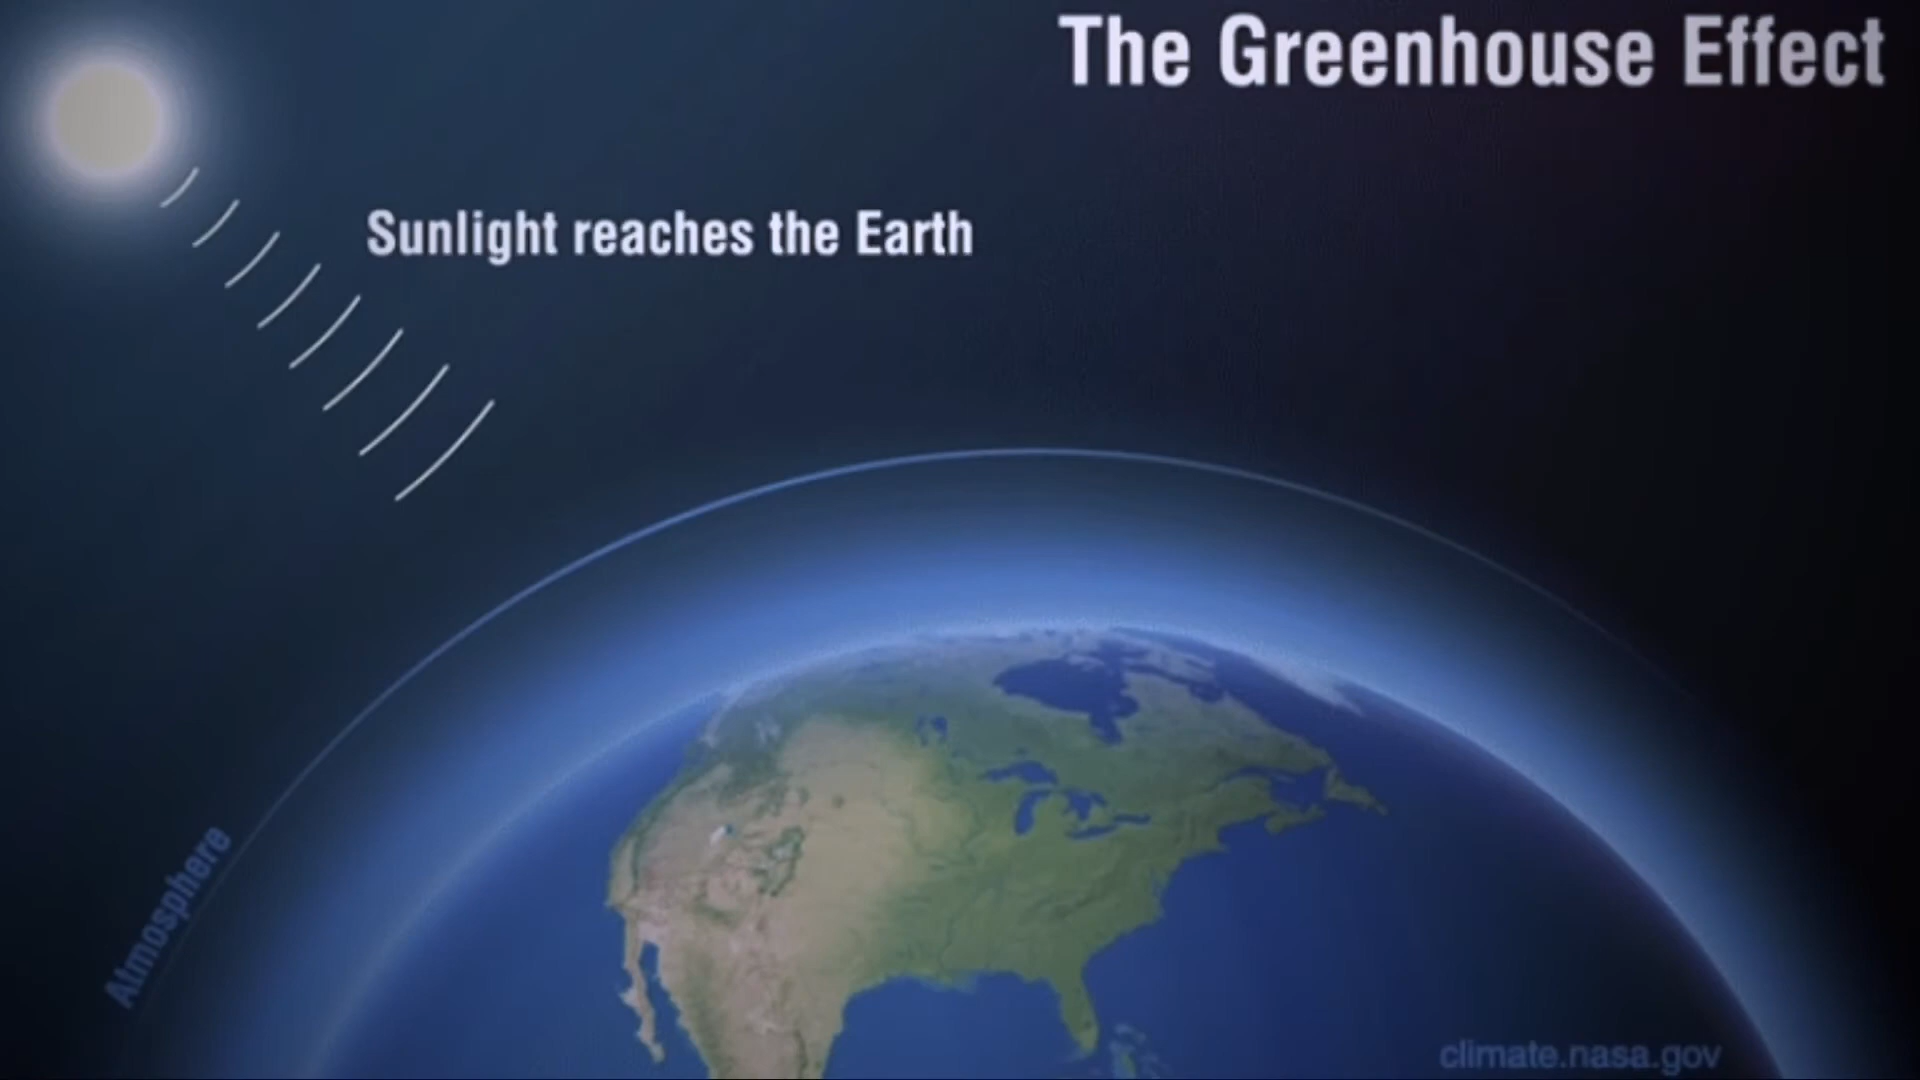 The Greenhouse Effect
Sunlight reaches the Earth
Atmosphere
climate.nasa.gov